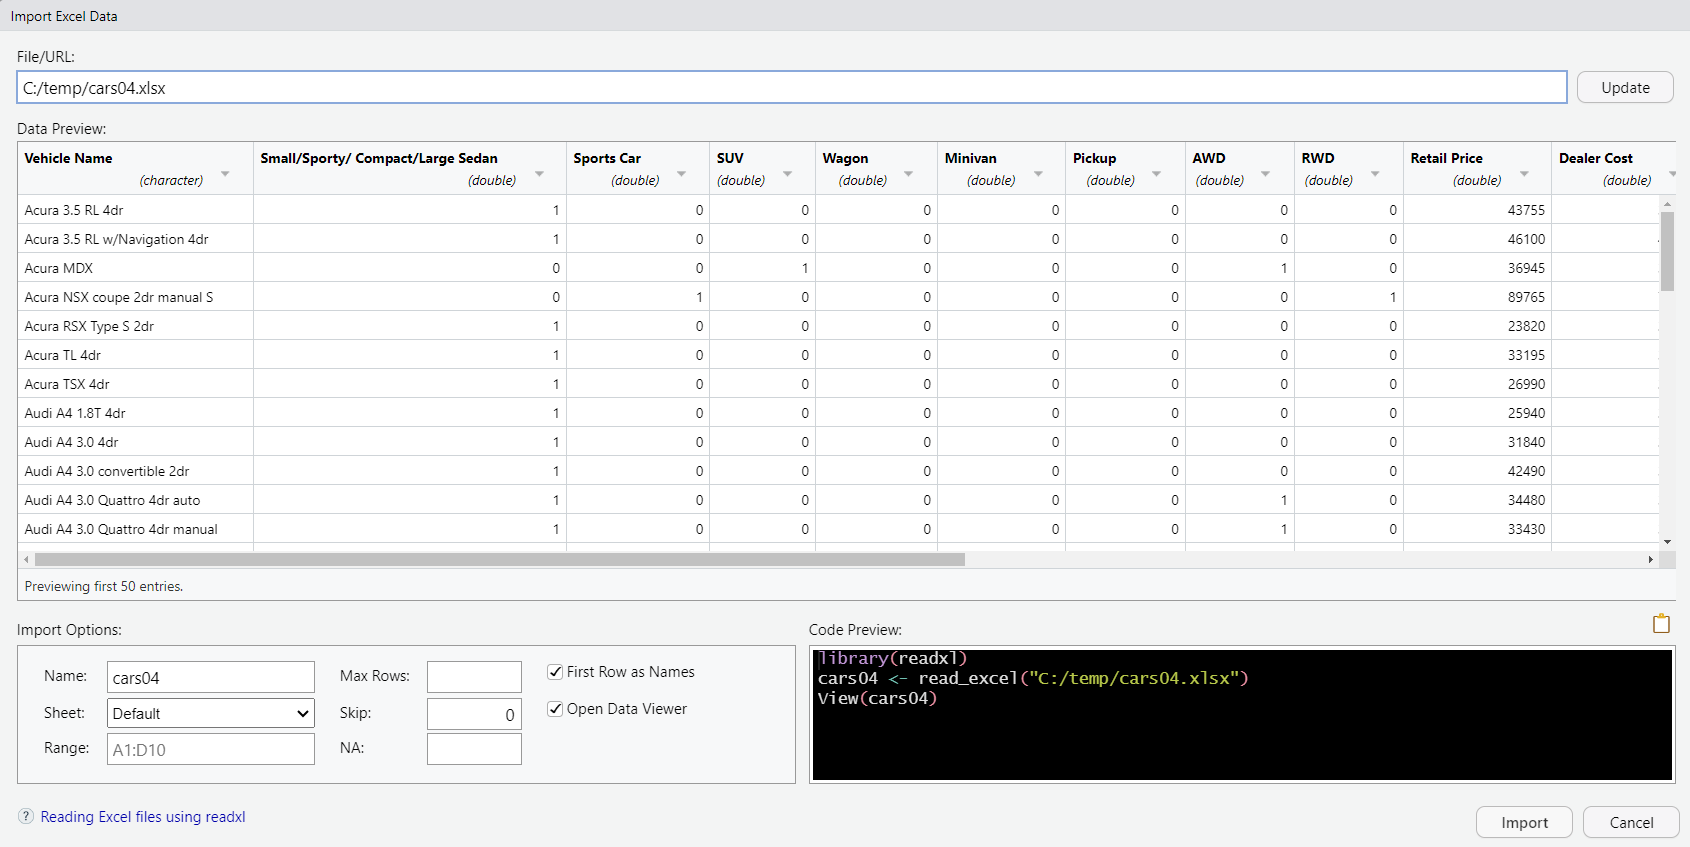 Import Excel Data
File/URL:
C:/temp/cars04.xlsx
Update
Data Preview:
Vehicle Name Small/Sporty/ Compact/Large Sedan Sports Car SUV Wagon Minivan Pickup AWD RWD Retail Price Dealer Cost
(character) (double) (double) (double) (double) (double) (double) (double) (double) (double) (double)
Acura 3.5 RL 4dr 1 0 0 0 0 0 0 0 43755
Acura 3.5 RL w/Navigation 4dr 1 0 0 0 0 0 0 0 46100
Acura MDX 0 0 1 0 0 0 1 0 36945
Acura NSX coupe 2dr manual S 0 1 0 0 0 0 0 1 89765
Acura RSX Type S 2dr 1 0 0 0 0 0 0 0 23820
Acura TL 4dr 1 0 0 0 0 0 0 0 33195
Acura TSX 4dr 1 0 0 0 0 0 0 0 26990
Audi A4 1.8T 4dr 1 0 0 0 0 0 0 0 25940
Audi A4 3.0 4dr 1 0 0 0 0 0 0 0 31840
Audi A4 3.0 convertible 2dr 1 0 0 0 0 0 0 0 42490
Audi A4 3.0 Quattro 4dr auto 1 0 0 0 0 0 1 0 34480
Audi A4 3.0 Quattro 4dr manual 1 0 0 0 0 0 1 0 33430
Previewing first 50 entries.
Import Options:
Name: cars04 Max Rows: First Row as Names
Sheet: Default Skip: 0 Open Data Viewer
Range: A1:D10 NA:
Code Preview:
library(readxl)
cars04 <- read_excel("C:/temp/cars04.xlsx")
View(cars04)
? Reading Excel files using readxl
Import
Cancel